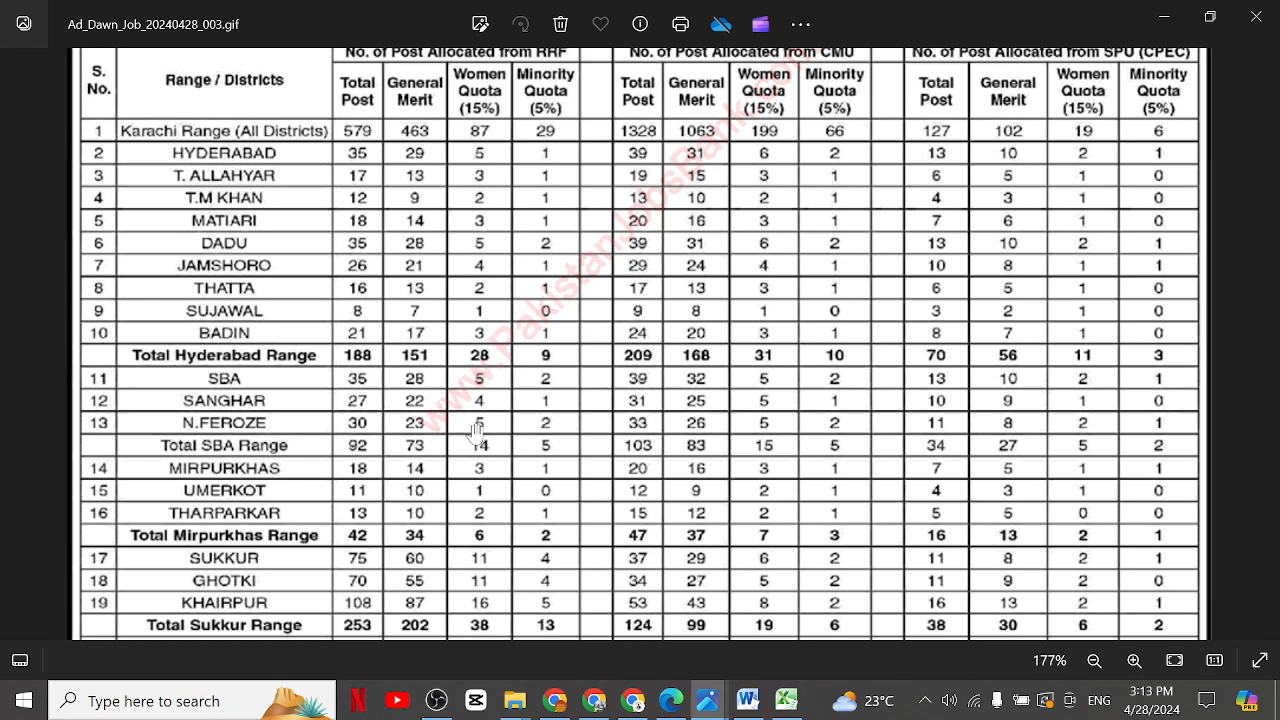 Ad_Dawn_Job_20240428_003.gif
No. of Post Allocated from RRF No. of Post Allocated from CMU No. of Post Allocated from SPU (CPEC)
S. No. Range / Districts Total Post General Merit Women Quota (15%) Minority Quota (5%) Total Post General Merit Women Quota (15%) Minority Quota (5%) Total Post General Merit Women Quota (15%) Minority Quota (5%)
1 Karachi Range (All Districts) 579 463 87 29 1328 1063 199 66 127 102 19 6
2 HYDERABAD 35 29 5 1 39 31 6 2 13 10 2 1
3 T. ALLAHYAR 17 13 3 1 19 15 3 1 6 5 1 0
4 T.M KHAN 12 9 2 1 13 10 2 1 4 3 1 0
5 MATIARI 18 14 3 1 20 16 3 1 7 6 1 0
6 DADU 35 28 5 2 39 31 6 2 13 10 2 1
7 JAMSHORO 26 21 4 1 29 24 4 1 10 8 1 1
8 THATTA 16 13 2 1 17 13 3 1 6 5 1 0
9 SUJAWAL 8 7 1 0 9 8 1 0 3 2 1 0
10 BADIN 21 17 3 1 24 20 3 1 8 7 1 0
Total Hyderabad Range 188 151 28 9 209 168 31 10 70 56 11 3
11 SBA 35 28 5 2 39 32 5 2 13 10 2 1
12 SANGHAR 27 22 4 1 31 25 5 1 10 9 1 0
13 N.FEROZE 30 23 5 2 33 26 5 2 11 8 2 1
Total SBA Range 92 73 14 5 103 83 15 5 34 27 5 2
14 MIRPURKHAS 18 14 3 1 20 16 3 1 7 5 1 1
15 UMERKOT 11 10 1 0 12 9 2 1 4 3 1 0
16 THARPARKAR 13 10 2 1 15 12 2 1 5 5 0 0
Total Mirpurkhas Range 42 34 6 2 47 37 7 3 16 13 2 1
17 SUKKUR 75 60 11 4 37 29 6 2 11 8 2 1
18 GHOTKI 70 55 11 4 34 27 5 2 11 9 2 0
19 KHAIRPUR 108 87 16 5 53 43 8 2 16 13 2 1
Total Sukkur Range 253 202 38 13 124 99 19 6 38 30 6 2
www.PakistanJobsBank.com
177%
Type here to search
23°C
ENG
3:13 PM
4/28/2024
PRE